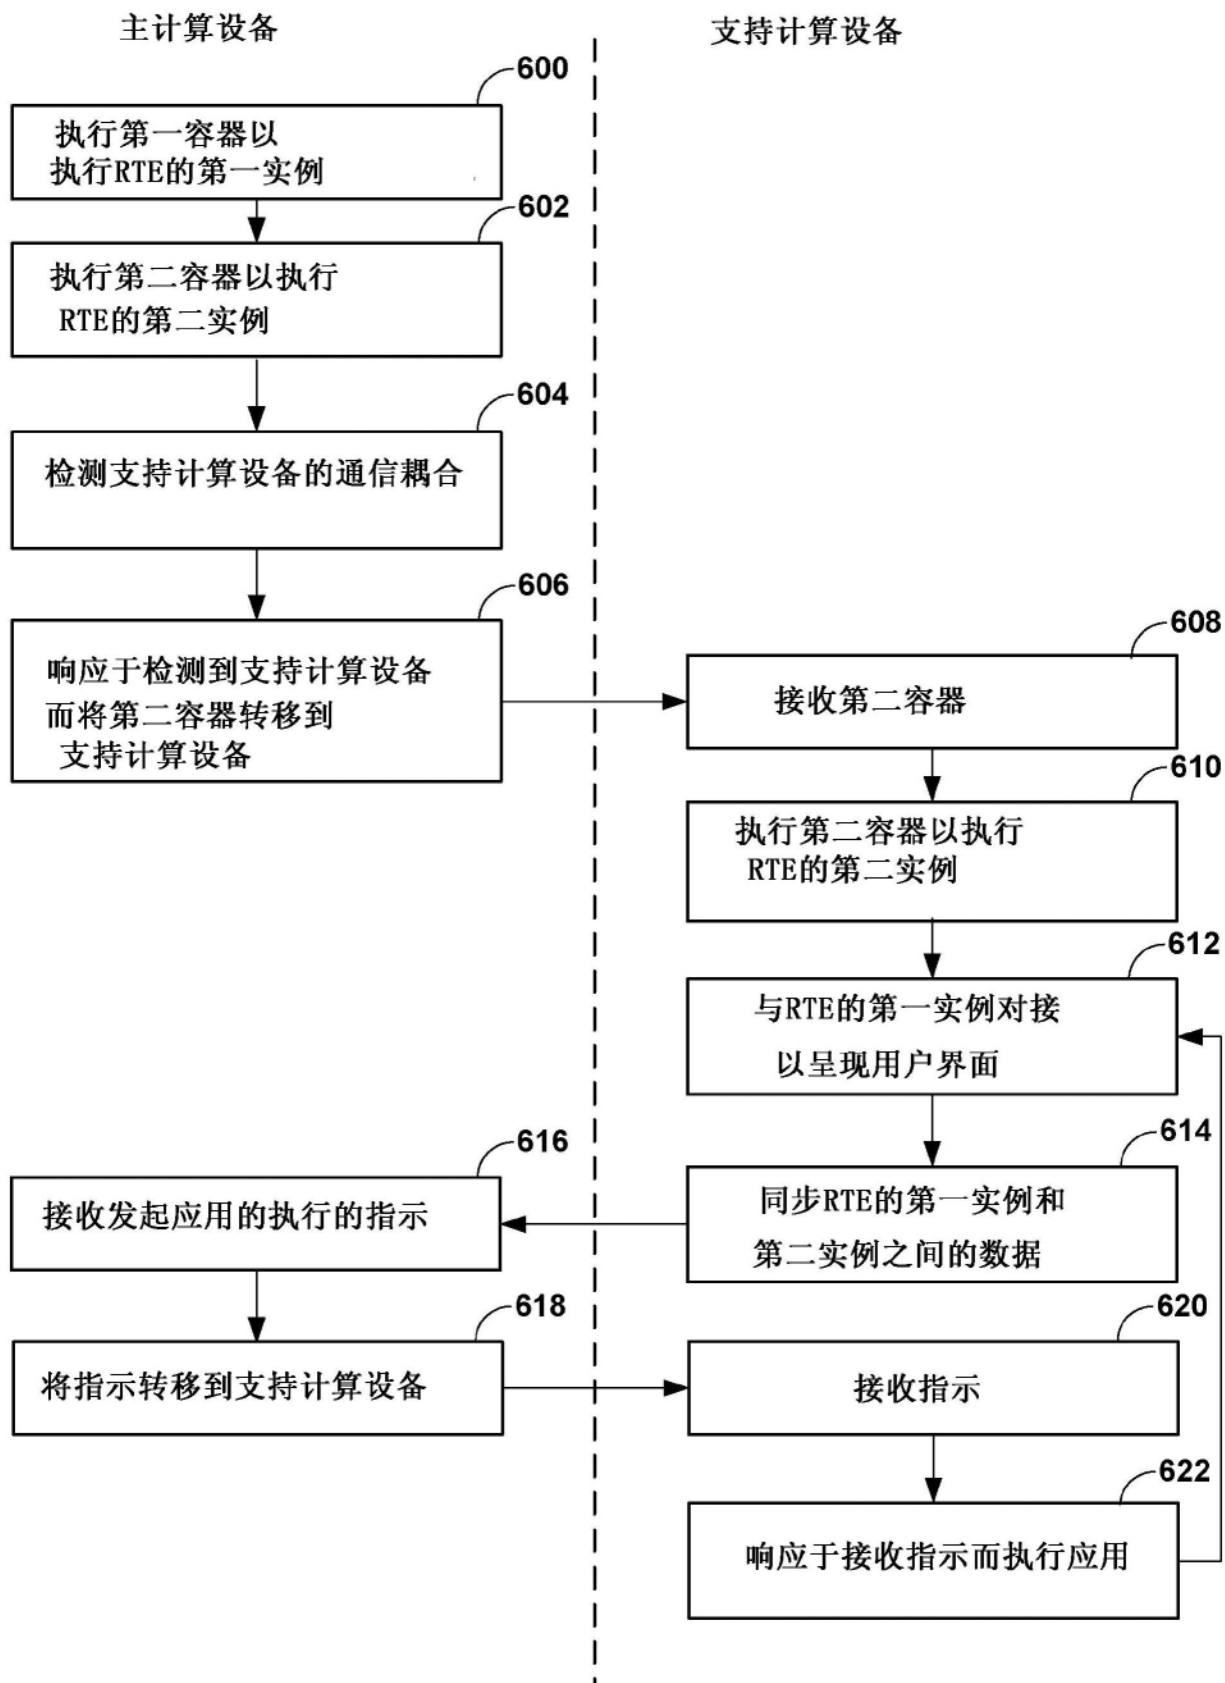 主计算设备
支持计算设备
600
执行第一容器以
执行RTE的第一实例
602
执行第二容器以执行
RTE的第二实例
604
检测支持计算设备的通信耦合
606
响应于检测到支持计算设备
而将第二容器转移到
支持计算设备
608
接收第二容器
610
执行第二容器以执行
RTE的第二实例
612
与RTE的第一实例对接
以呈现用户界面
614
同步RTE的第一实例和
第二实例之间的数据
616
接收发起应用的执行的指示
618
将指示转移到支持计算设备
620
接收指示
622
响应于接收指示而执行应用